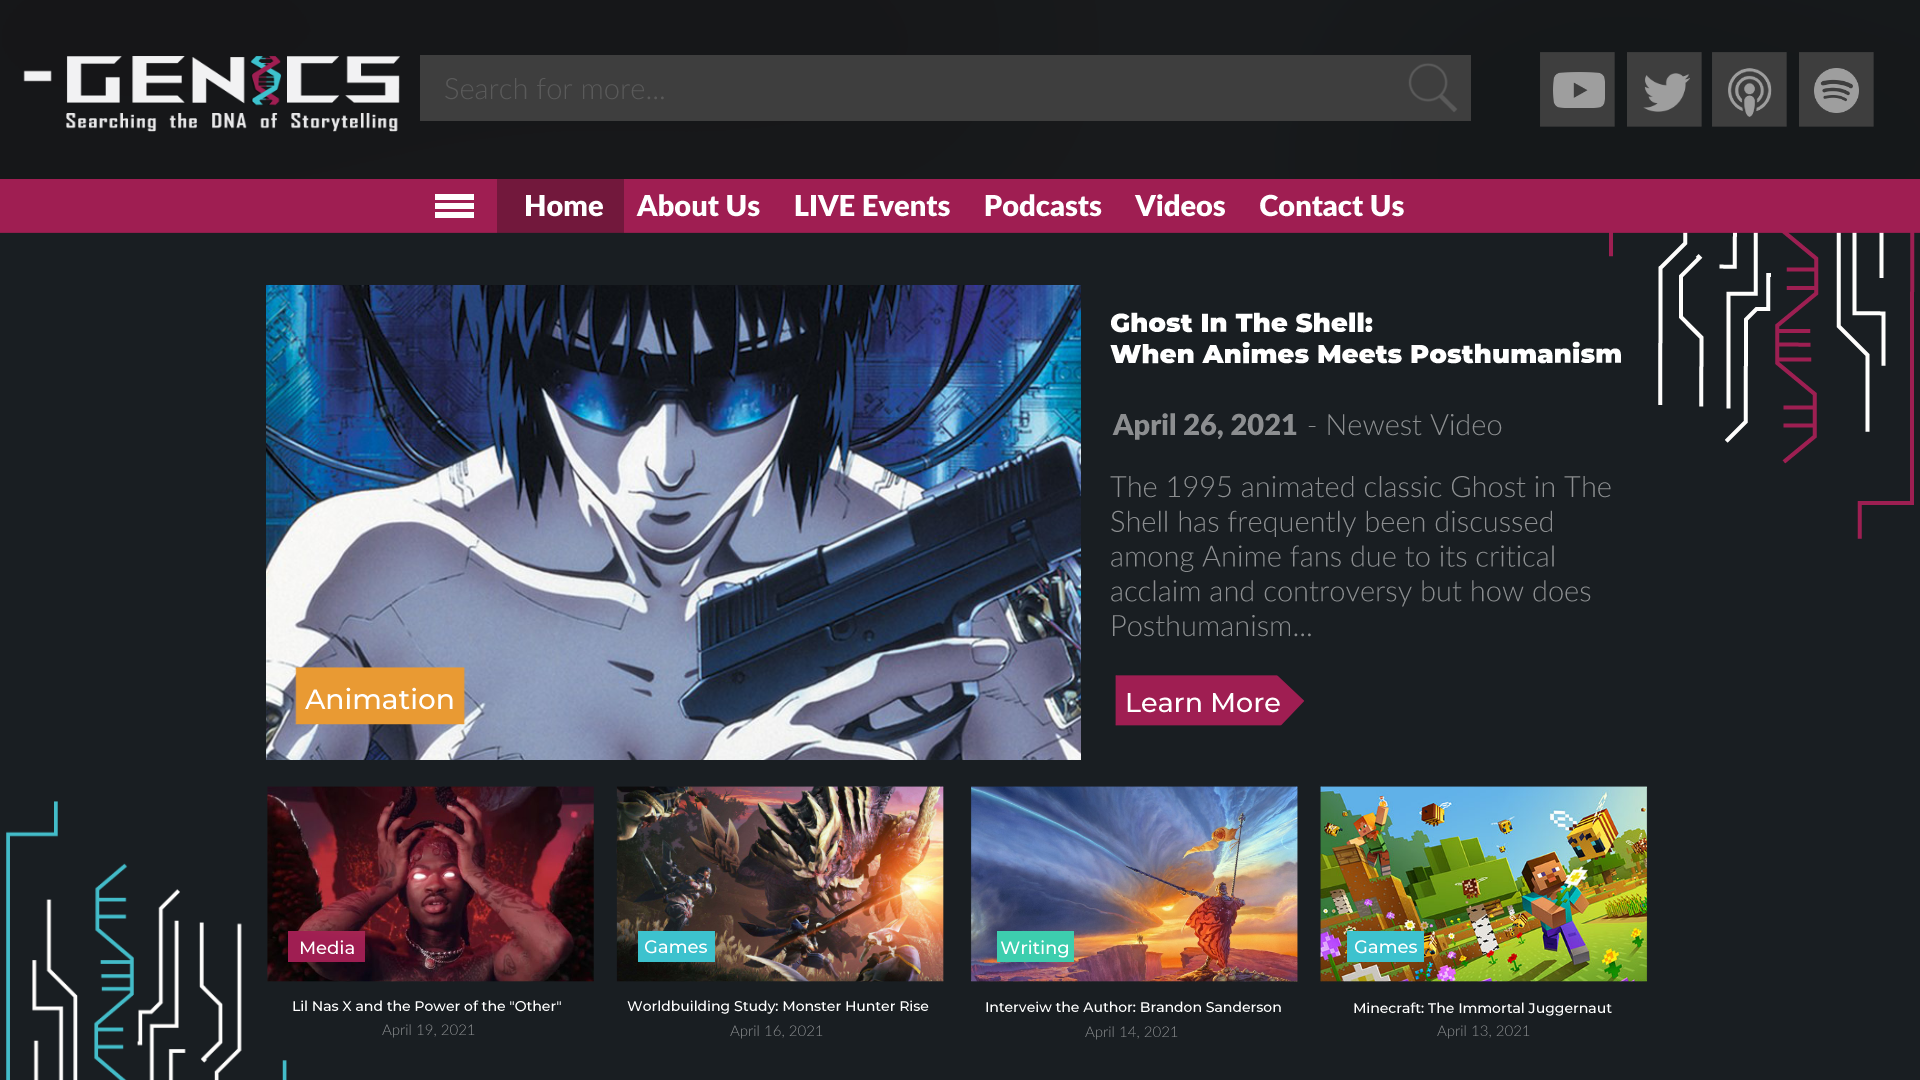 -GENICS
Searching the DNA of Storytelling
Search for more...
Home
About Us
LIVE Events
Podcasts
Videos
Contact Us
Ghost In The Shell:
When Animes Meets Posthumanism
April 26, 2021 - Newest Video
The 1995 animated classic Ghost in The
Shell has frequently been discussed
among Anime fans due to its critical
acclaim and controversy but how does
Posthumanism...
Animation
Learn More
Media
Games
Writing
Games
Lil Nas X and the Power of the "Other"
April 19, 2021
Worldbuilding Study: Monster Hunter Rise
April 16, 2021
Interveiw the Author: Brandon Sanderson
April 14, 2021
Minecraft: The Immortal Juggernaut
April 13, 2021